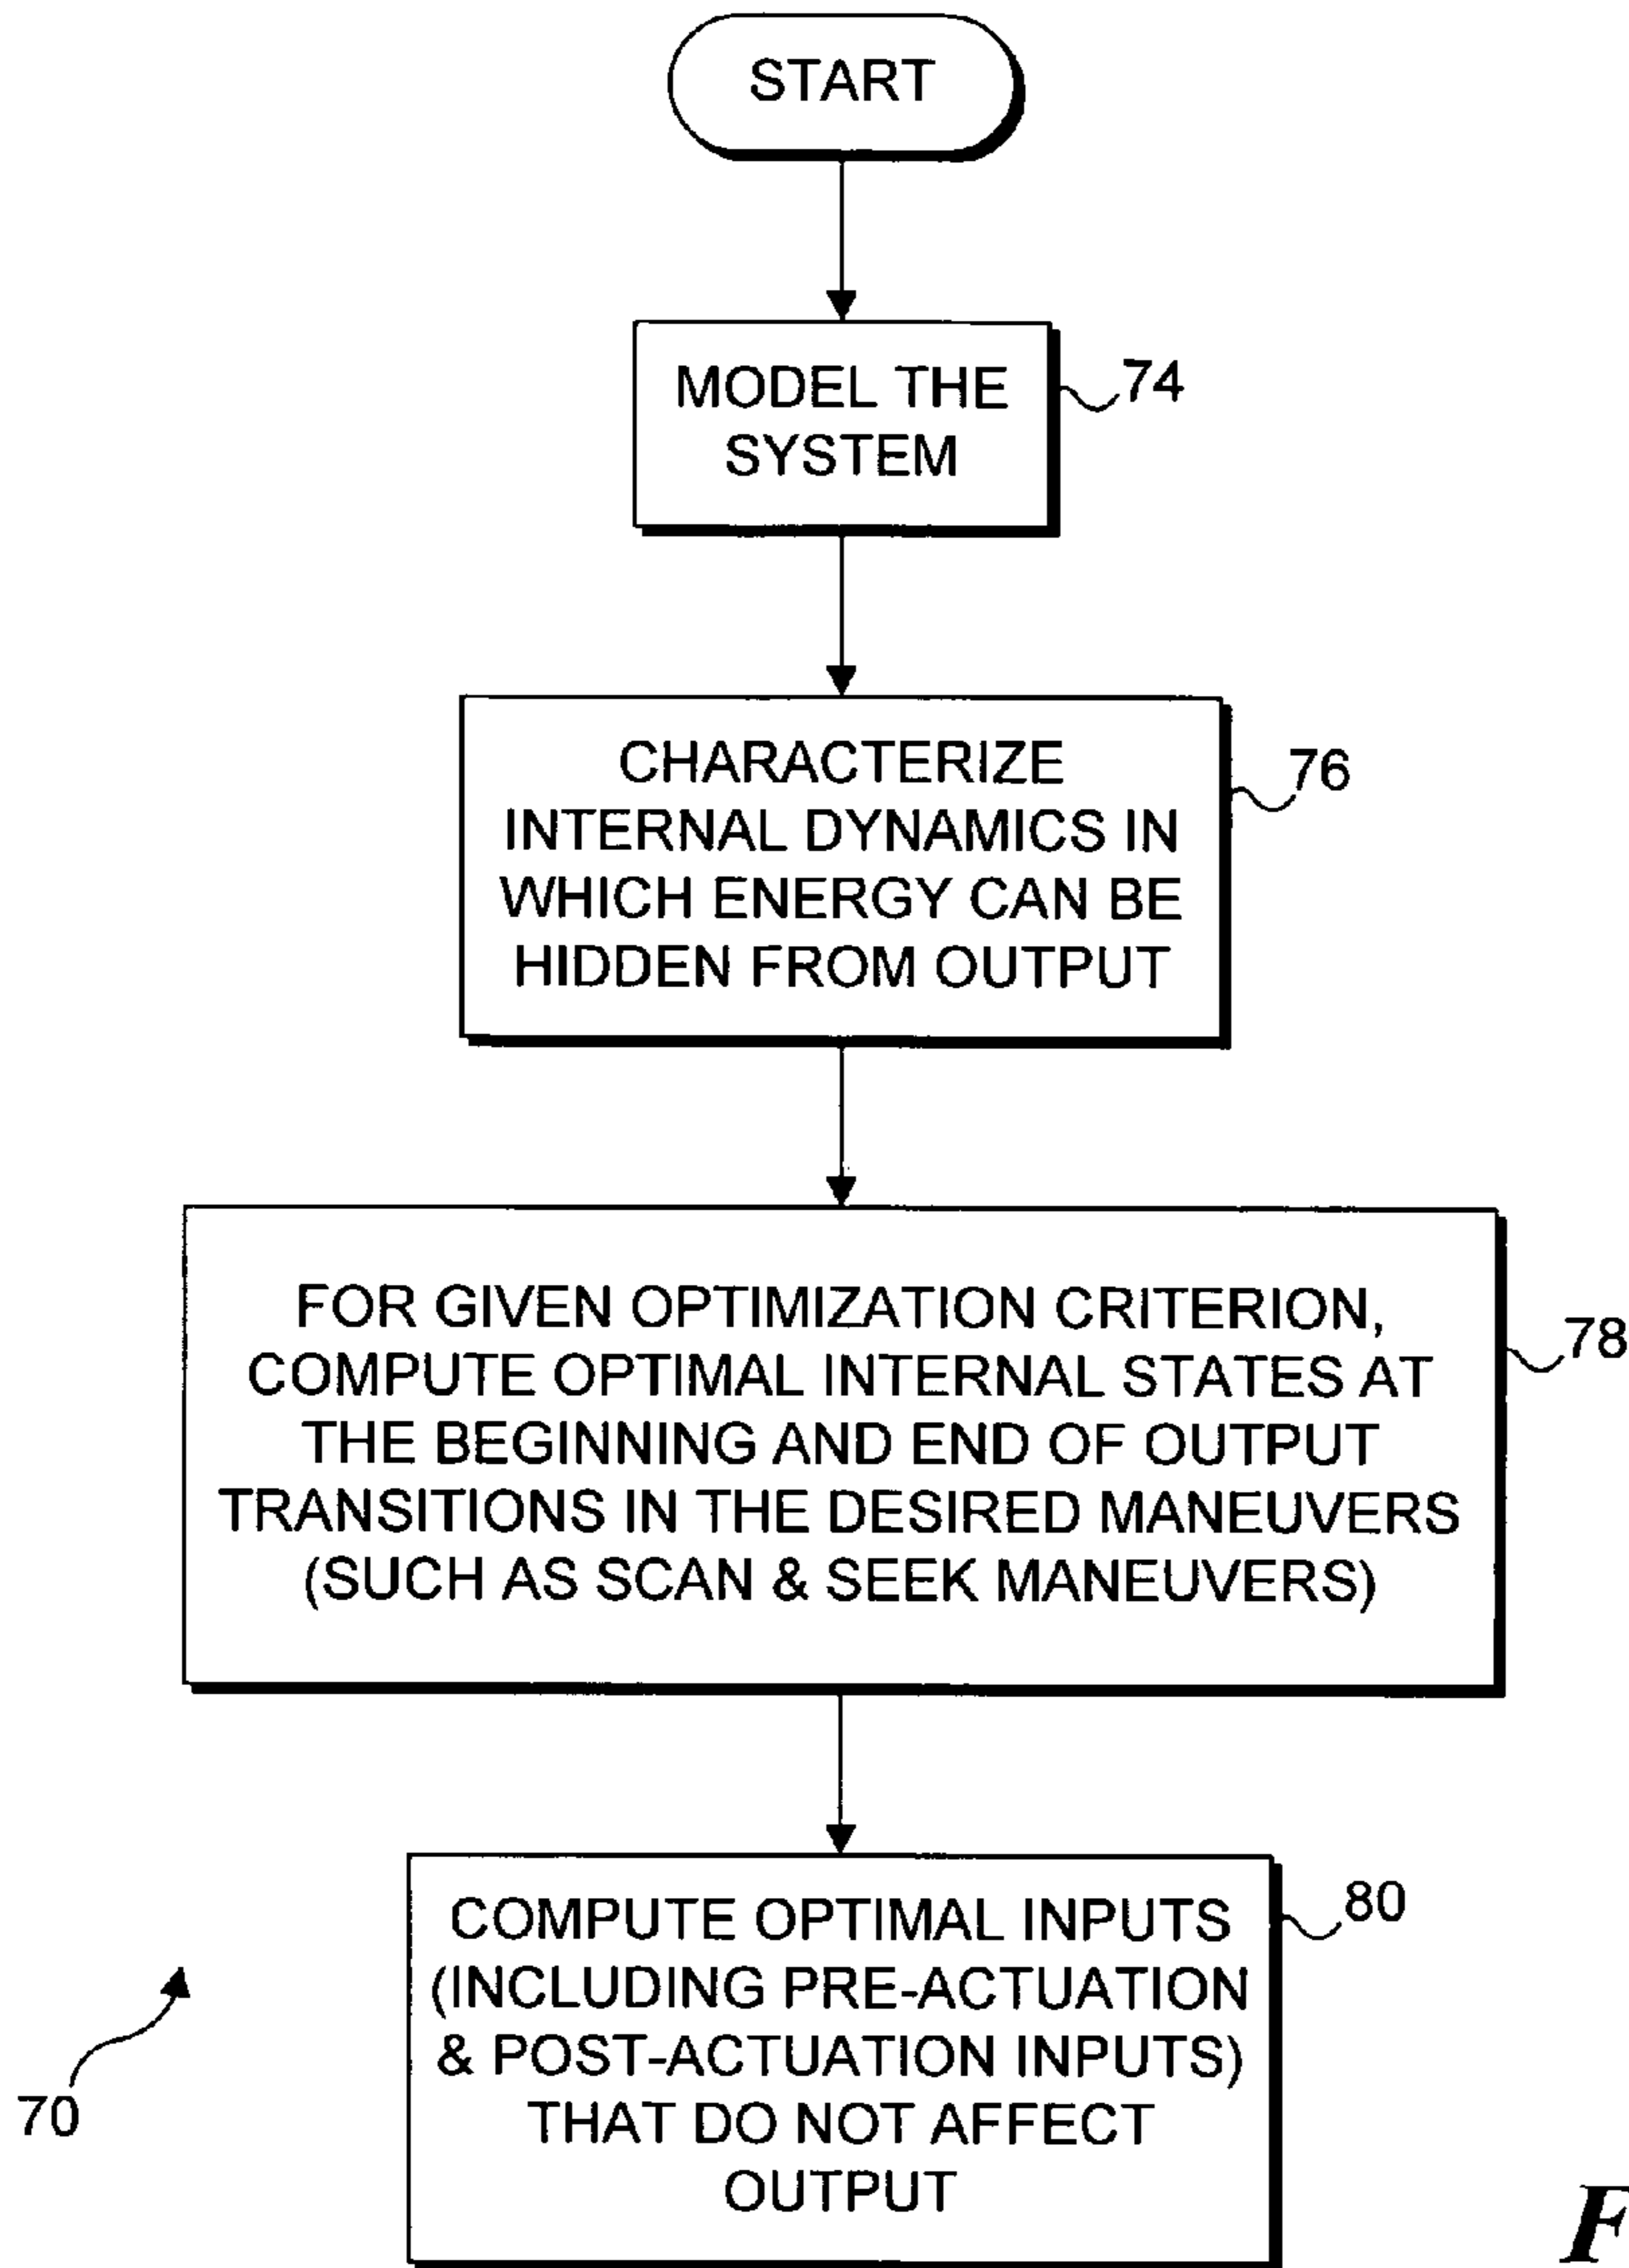 START
MODEL THE
SYSTEM
74
CHARACTERIZE
INTERNAL DYNAMICS IN
WHICH ENERGY CAN BE
HIDDEN FROM OUTPUT
76
FOR GIVEN OPTIMIZATION CRITERION,
COMPUTE OPTIMAL INTERNAL STATES AT
THE BEGINNING AND END OF OUTPUT
TRANSITIONS IN THE DESIRED MANEUVERS
(SUCH AS SCAN & SEEK MANEUVERS)
78
COMPUTE OPTIMAL INPUTS
(INCLUDING PRE-ACTUATION
& POST-ACTUATION INPUTS)
THAT DO NOT AFFECT
OUTPUT
80
70
F